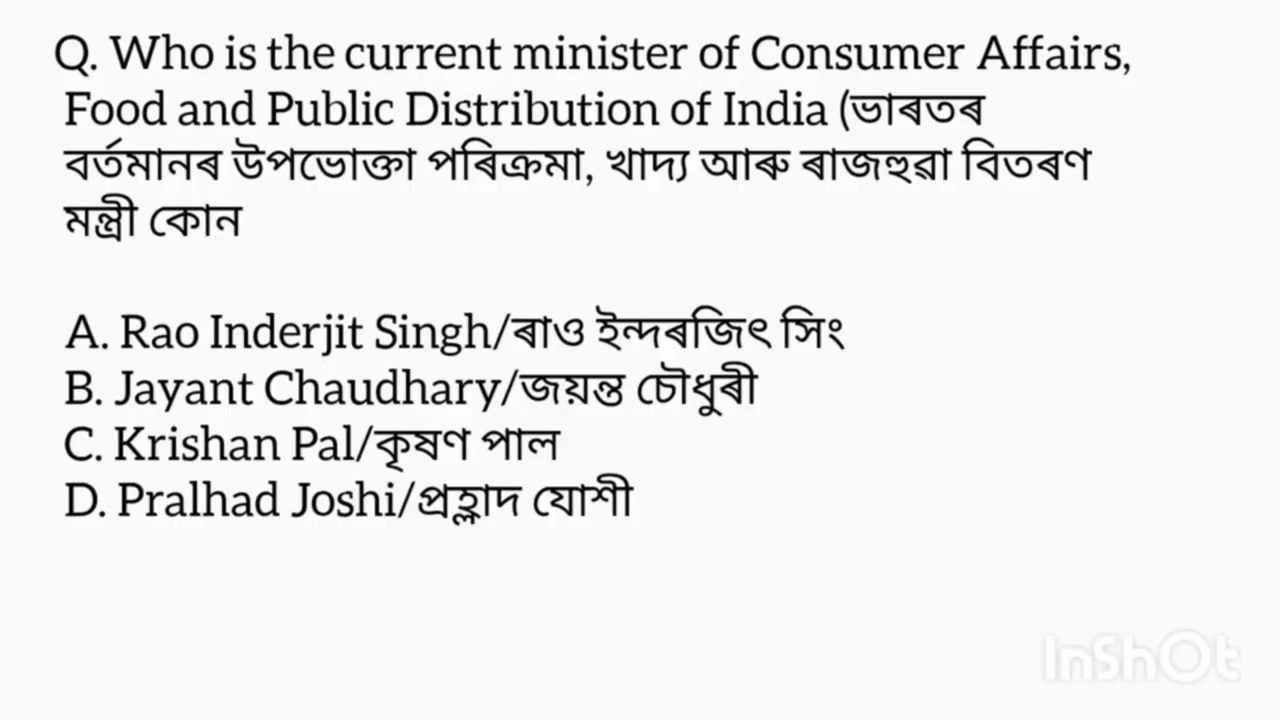 Q. Who is the current minister of Consumer Affairs,
Food and Public Distribution of India (ভাৰতৰ
বৰ্তমানৰ উপভোক্তা পৰিক্ৰমা, খাদ্য আৰু ৰাজহুৱা বিতৰণ
মন্ত্ৰী কোন
A. Rao Inderjit Singh/ৰাও ইন্দৰজিৎ সিং
B. Jayant Chaudhary/জয়ন্ত চৌধুৰী
C. Krishan Pal/কৃষণ পাল
D. Pralhad Joshi/প্ৰহ্লাদ যোশী
InShOt